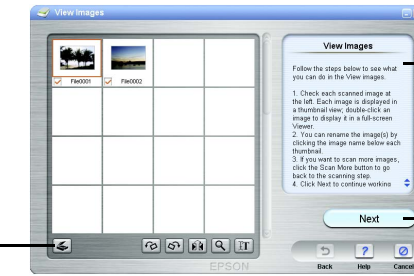 View Images
File0001
File0002
View Images
Follow the steps below to see what
you can do in the View images.
1. Check each scanned image at
the left. Each image is displayed in
a thumbnail view; double-click an
image to display it in a full-screen
Viewer.
2. You can rename the image(s) by
clicking the image name below each
thumbnail.
3. If you want to scan more images,
click the Scan More button to go
back to the scanning step.
4. Click Next to continue working
Next
EPSON
Back
Help
Cancel